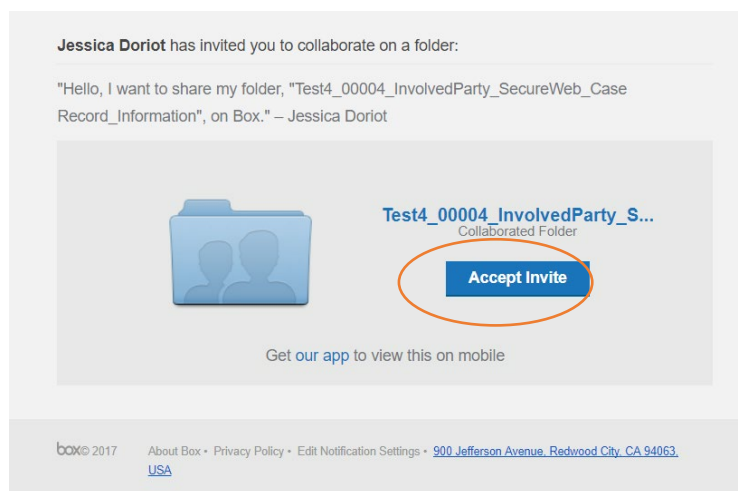 Jessica Doriot has invited you to collaborate on a folder:
"Hello, I want to share my folder, "Test4_00004_InvolvedParty_SecureWeb_Case
Record_Information", on Box." – Jessica Doriot
Test4_00004_InvolvedParty_S...
Collaborated Folder
Accept Invite
Get our app to view this on mobile
box© 2017 About Box • Privacy Policy • Edit Notification Settings • 900 Jefferson Avenue, Redwood City, CA 94063,
USA